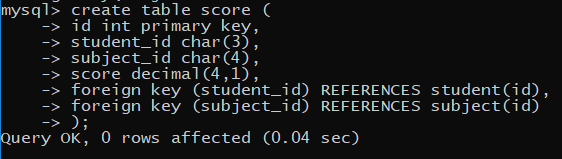 mysql> create table score (
    -> id int primary key,
    -> student_id char(3),
    -> subject_id char(4),
    -> score decimal(4,1),
    -> foreign key (student_id) REFERENCES student(id),
    -> foreign key (subject_id) REFERENCES subject(id)
    -> );
Query OK, 0 rows affected (0.04 sec)